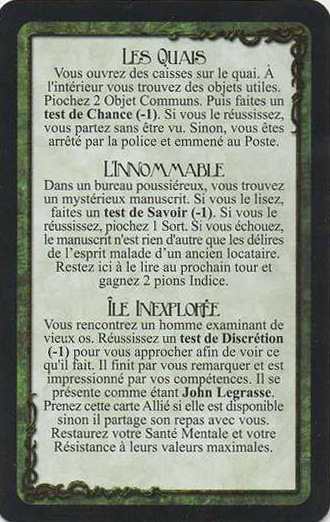 LES QUAIS
Vous ouvrez des caisses sur le quai. À
l'intérieur vous trouvez des objets utiles.
Piochez 2 Objet Communs. Puis faites un
test de Chance (-1). Si vous le réussissez,
vous partez sans être vu. Sinon, vous êtes
arrêté par la police et emmené au Poste.
L'INNOMMABLE
Dans un bureau poussiéreux, vous trouvez
un mystérieux manuscrit. Si vous le lisez,
faites un test de Savoir (-1). Si vous le
réussissez, piochez 1 Sort. Si vous échouez,
le manuscrit n'est rien d'autre que les délires
de l'esprit malade d'un ancien locataire.
Restez ici à le lire au prochain tour et
gagnez 2 pions Indice.
ÎLE INEXPLORÉE
Vous rencontrez un homme examinant de
vieux os. Réussissez un test de Discrétion
(-1) pour vous approcher afin de voir ce
qu'il fait. Il finit par vous remarquer et est
impressionné par vos compétences. Il se
présente comme étant John Legrasse.
Prenez cette carte Allié si elle est disponible
sinon il partage son repas avec vous.
Restaurez votre Santé Mentale et votre
Résistance à leurs valeurs maximales.